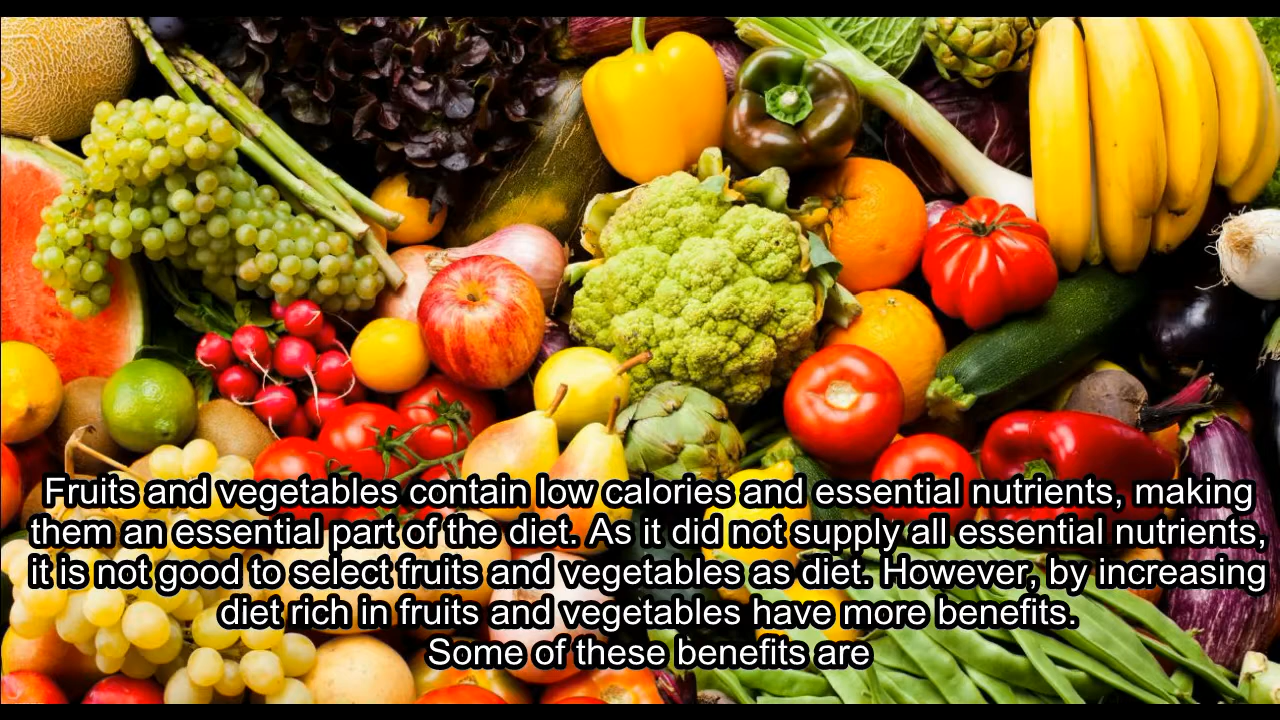 Fruits and vegetables contain low calories and essential nutrients, making
them an essential part of the diet. As it did not supply all essential nutrients,
it is not good to select fruits and vegetables as diet. However, by increasing
diet rich in fruits and vegetables have more benefits.
Some of these benefits are